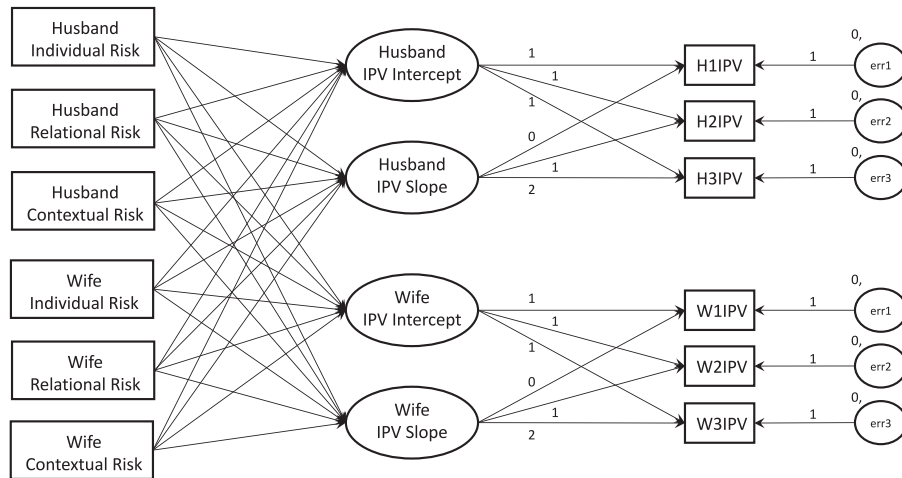 Husband
Individual Risk
Husband
Relational Risk
Husband
Contextual Risk
Wife
Individual Risk
Wife
Relational Risk
Wife
Contextual Risk
Husband
IPV Intercept
Husband
IPV Slope
Wife
IPV Intercept
Wife
IPV Slope
1
1
1
0
1
2
1
1
1
0
1
2
H1IPV
H2IPV
H3IPV
W1IPV
W2IPV
W3IPV
1
1
1
1
1
1
0,
err1
0,
err2
0,
err3
0,
err1
0,
err2
0,
err3